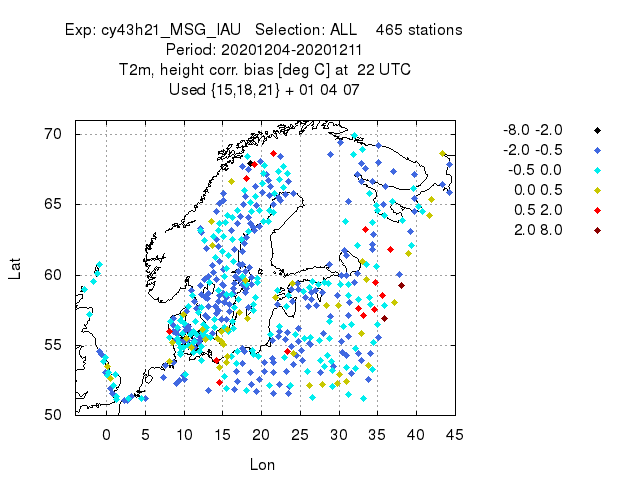 Exp: cy43h21_MSG_IAU Selection: ALL 465 stations
Period: 20201204-20201211
T2m, height corr. bias [deg C] at 22 UTC
Used {15,18,21} + 01 04 07
70
65
60
55
50
Lat
0 5 10 15 20 25 30 35 40 45
Lon
-8.0 -2.0
-2.0 -0.5
-0.5 0.0
0.0 0.5
0.5 2.0
2.0 8.0